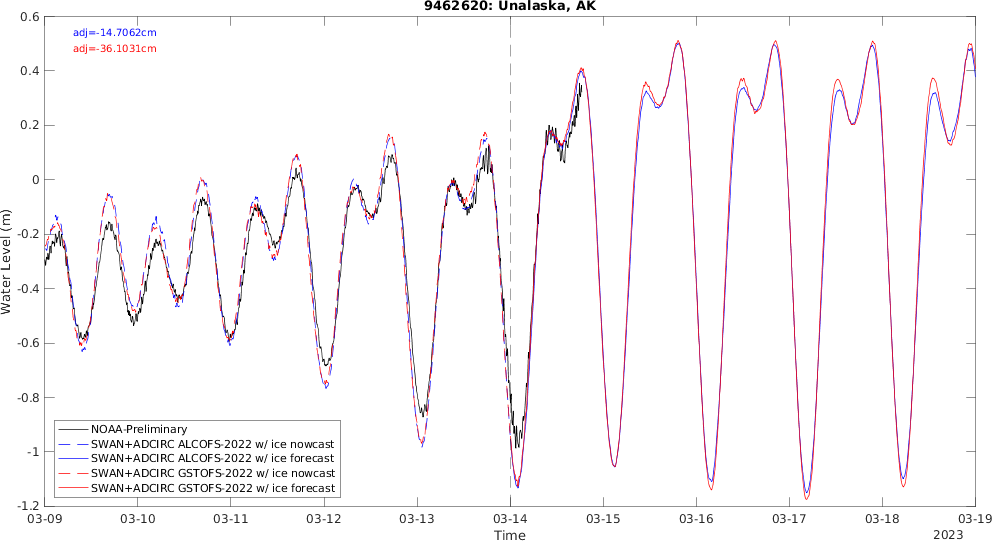 9462620: Unalaska, AK
adj=-14.7062cm
adj=-36.1031cm
0.6
0.4
0.2
0
-0.2
-0.4
-0.6
-0.8
-1
-1.2
Water Level (m)
NOAA-Preliminary
SWAN+ADCIRC ALCOFS-2022 w/ ice nowcast
SWAN+ADCIRC ALCOFS-2022 w/ ice forecast
SWAN+ADCIRC GSTOFS-2022 w/ ice nowcast
SWAN+ADCIRC GSTOFS-2022 w/ ice forecast
03-09 03-10 03-11 03-12 03-13 03-14 03-15 03-16 03-17 03-18 03-19
Time
2023